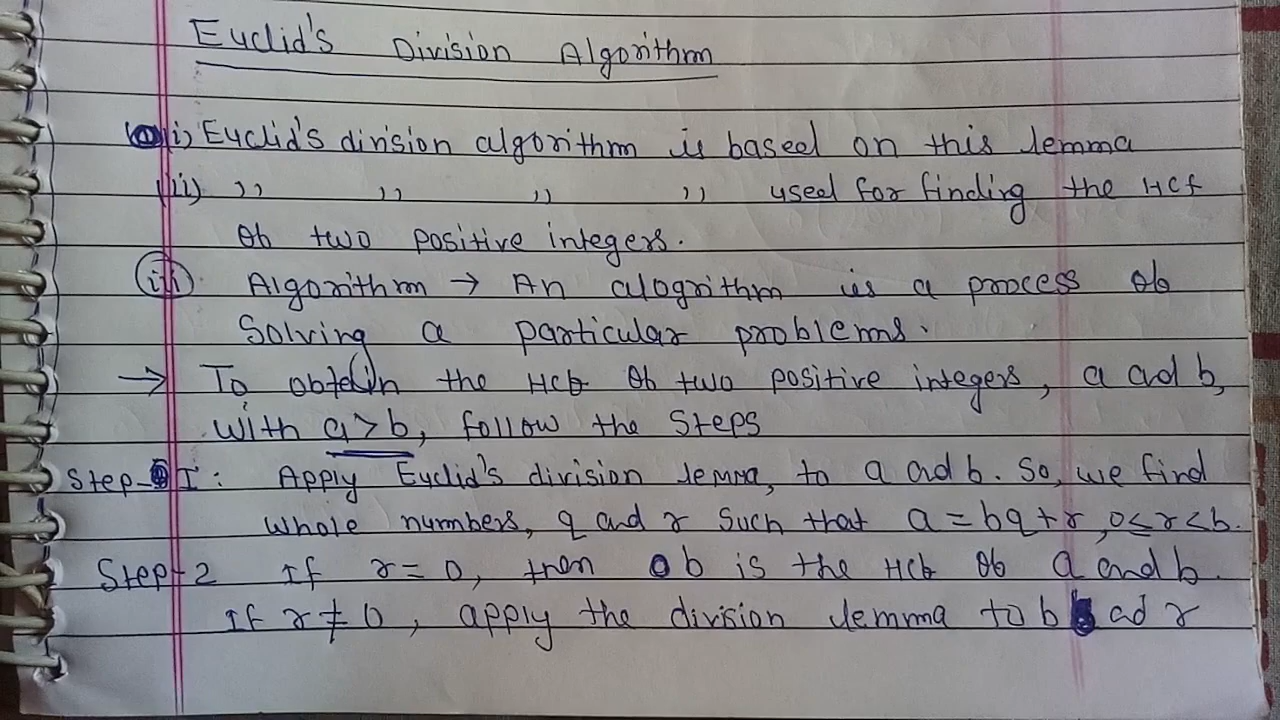 Euclid's Division Algorithm
i) Euclid's division algorithm is based on this lemma
(ii) ,, ,, ,, ,, used for finding the HCF
Of two positive integers.
(iii) Algorithm → An alogrithm is a process Of
Solving a particular problems.
→ To obtain the HCF Of two positive integers, a ad b,
With a > b, follow the Steps
Step-I: Apply Euclid's division lemma, to a ad b. So, we find
whole numbers, q and r such that a = bq + r, 0 ≤ r < b.
Step-2 If r = 0, then b is the HCF Of a and b.
If r ≠ 0, apply the division lemma to b ad r